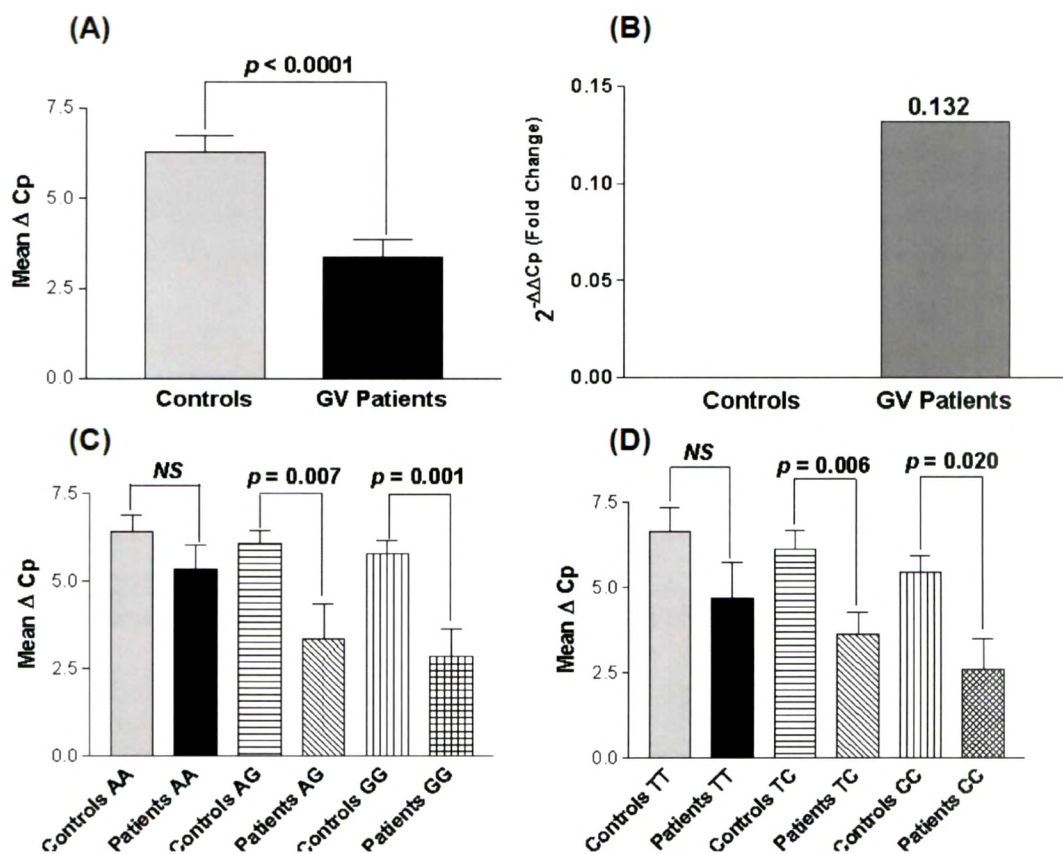 (A)
p < 0.0001
Mean Δ Cp
7.5
5.0
2.5
0.0
Controls
GV Patients
(B)
0.132
2^-ΔΔCp (Fold Change)
0.15
0.10
0.05
0.00
Controls
GV Patients
(C)
NS
p = 0.007
p = 0.001
Mean Δ Cp
7.5
5.0
2.5
0.0
Controls AA
Patients AA
Controls AG
Patients AG
Controls GG
Patients GG
(D)
NS
p = 0.006
p = 0.020
Mean Δ Cp
7.5
5.0
2.5
0.0
Controls TT
Patients TT
Controls TC
Patients TC
Controls CC
Patients CC